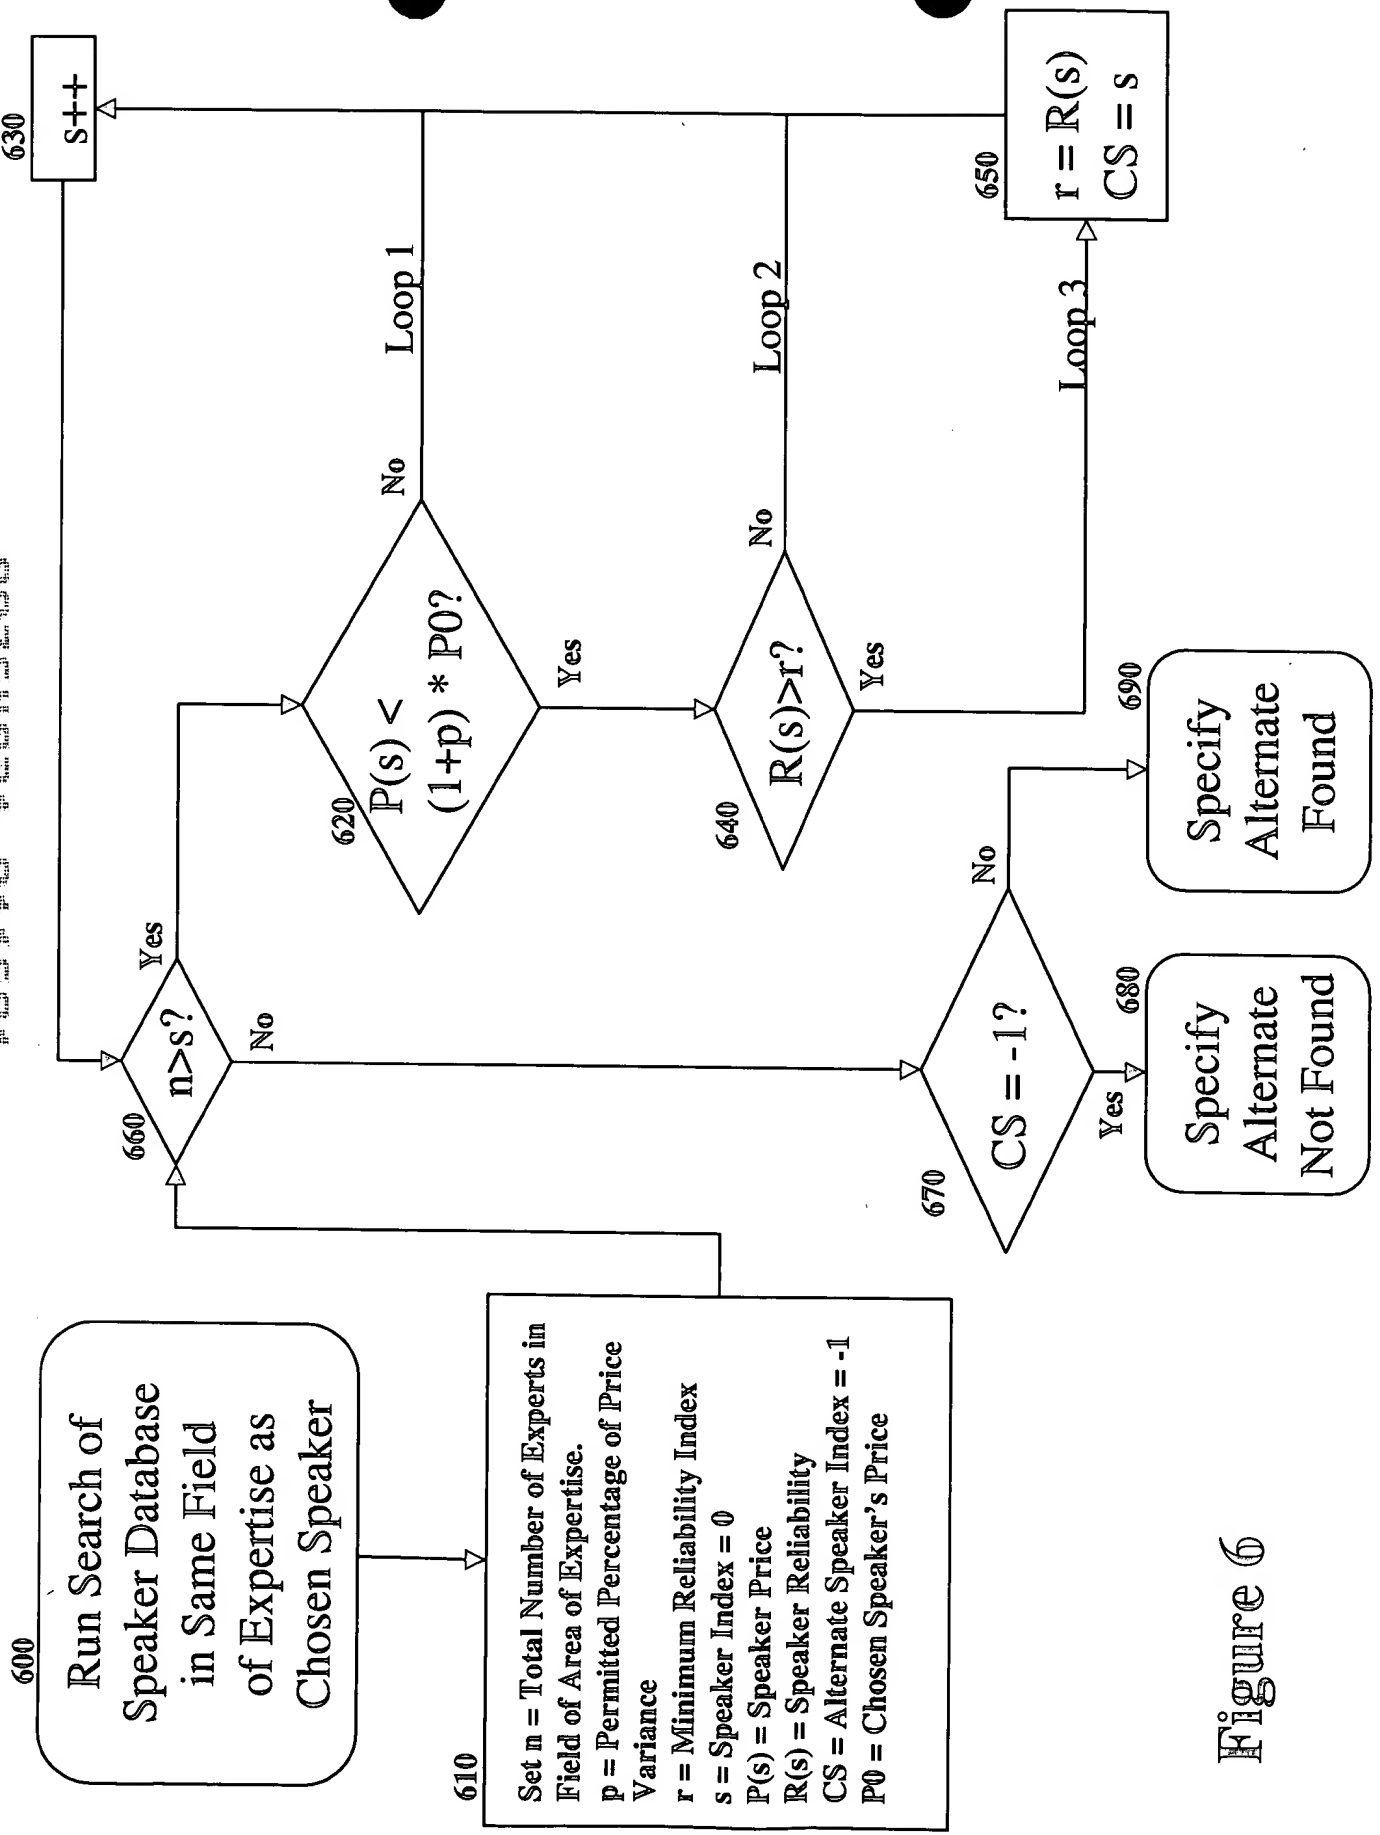 600
Run Search of
Speaker Database
in Same Field
of Expertise as
Chosen Speaker
610
Set n = Total Number of Experts in
Field of Area of Expertise.
p = Permitted Percentage of Price
Variance
r = Minimum Reliability Index
s = Speaker Index = 0
P(s) = Speaker Price
R(s) = Speaker Reliability
CS = Alternate Speaker Index = -1
P0 = Chosen Speaker's Price
660
n>s?
Yes
No
630
s++
620
P(s) <
(1+p) * P0?
No
Loop 1
Yes
640
R(s)>r?
No
Loop 2
Yes
Loop 3
650
r = R(s)
CS = s
670
CS = -1?
No
Yes
680
Specify
Alternate
Not Found
690
Specify
Alternate
Found
Figure 6